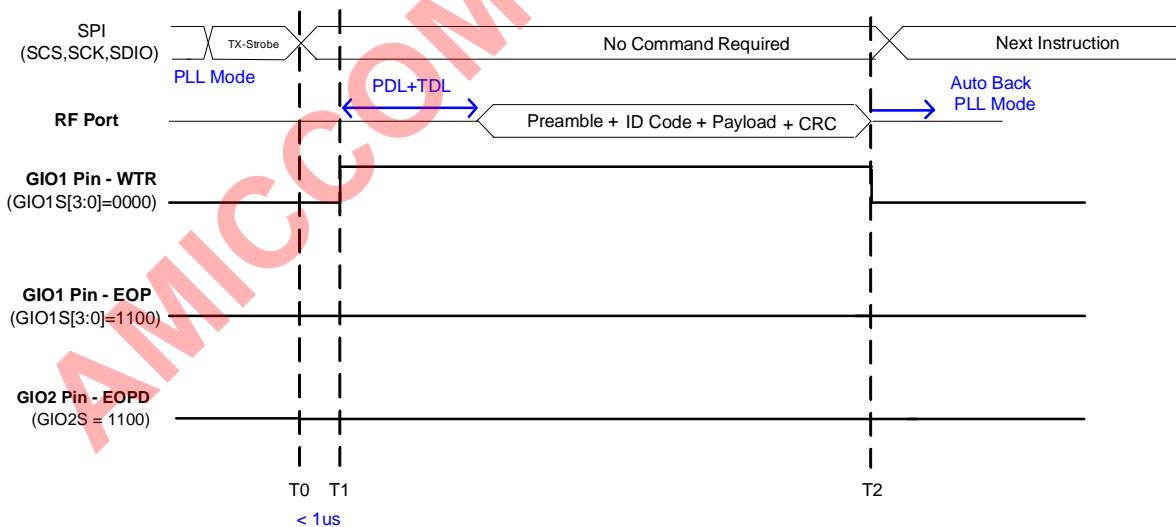 SPI
(SCS,SCK,SDIO)
TX-Strobe
No Command Required
Next Instruction
PLL Mode
PDL+TDL
Auto Back
PLL Mode
RF Port
Preamble + ID Code + Payload + CRC
GIO1 Pin - WTR
(GIO1S[3:0]=0000)
GIO1 Pin - EOP
(GIO1S[3:0]=1100)
GIO2 Pin - EOPD
(GIO2S = 1100)
T0 T1
T2
< 1us
AMICCOM